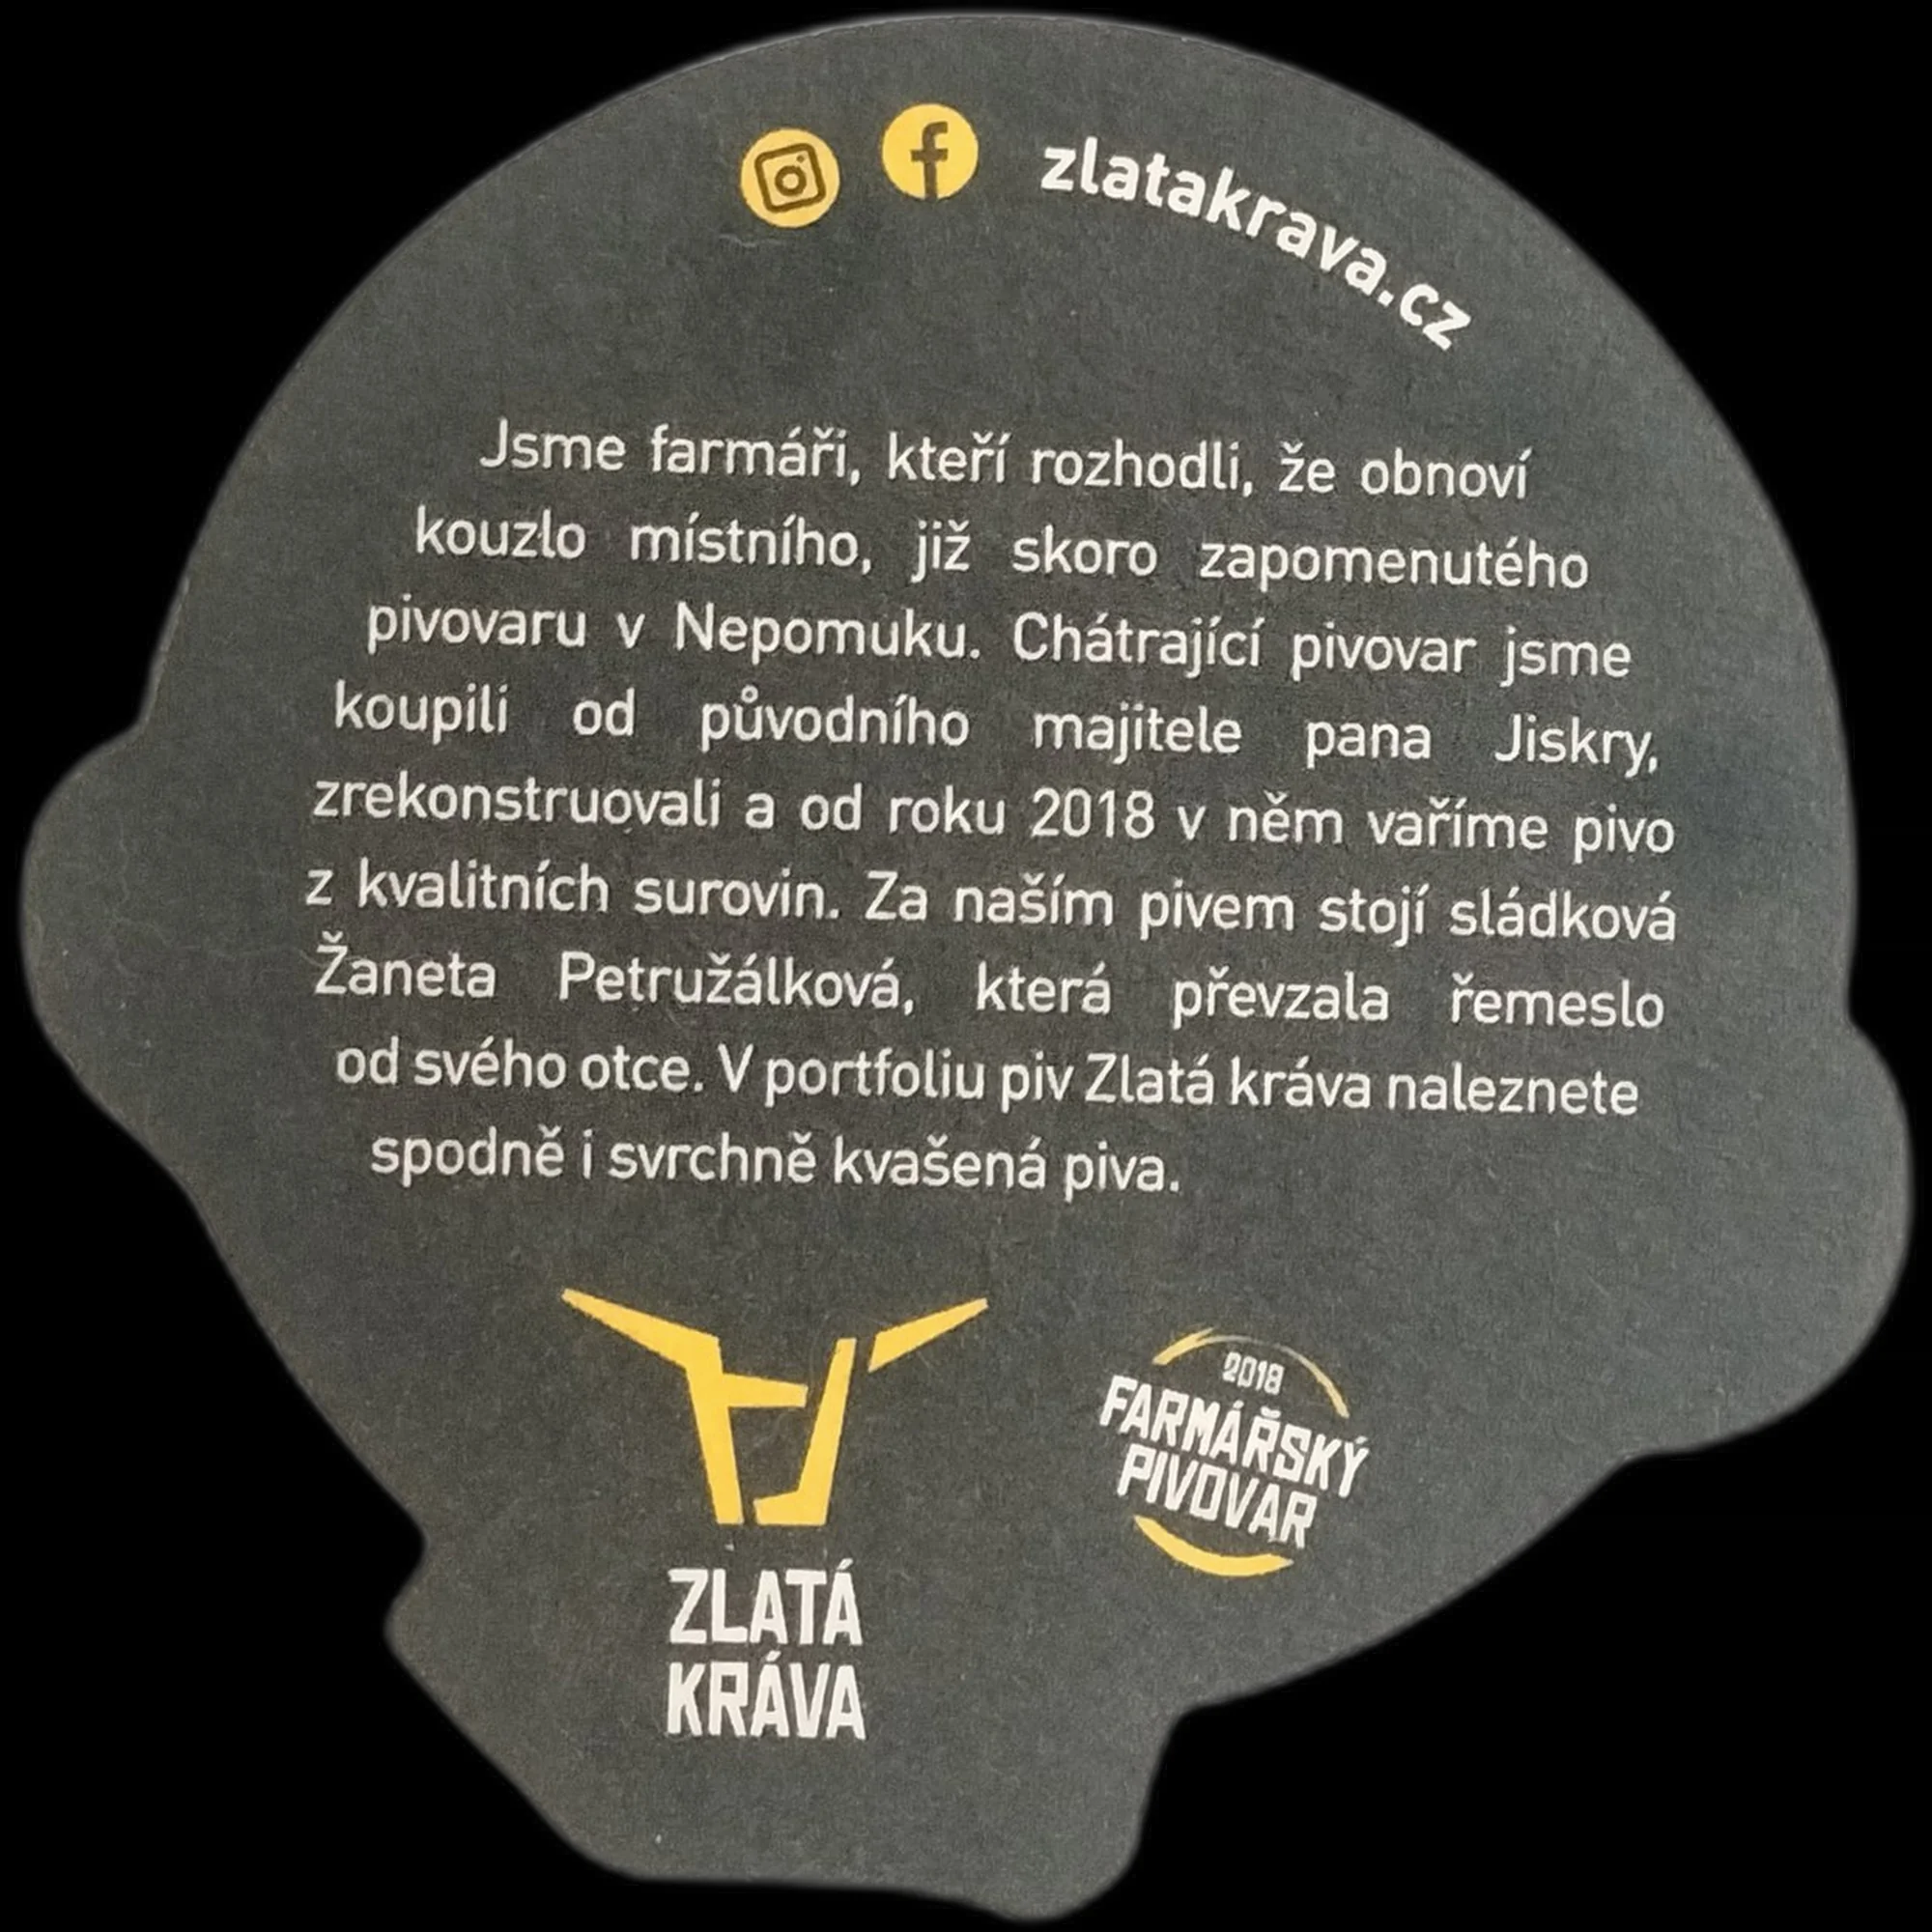 zlatakrava.cz
Jsme farmáři, kteří rozhodli, že obnoví
kouzlo místního, již skoro zapomenutého
pivovaru v Nepomuku. Chátrající pivovar jsme
koupili od původního majitele pana Jiskry,
zrekonstruovali a od roku 2018 v něm vaříme pivo
z kvalitních surovin. Za naším pivem stojí sládková
Žaneta Petružálková, která převzala řemeslo
od svého otce. V portfoliu piv Zlatá kráva naleznete
spodně i svrchně kvašená piva.
ZLATÁ
KRÁVA
2018
FARMÁŘSKÝ
PIVOVAR